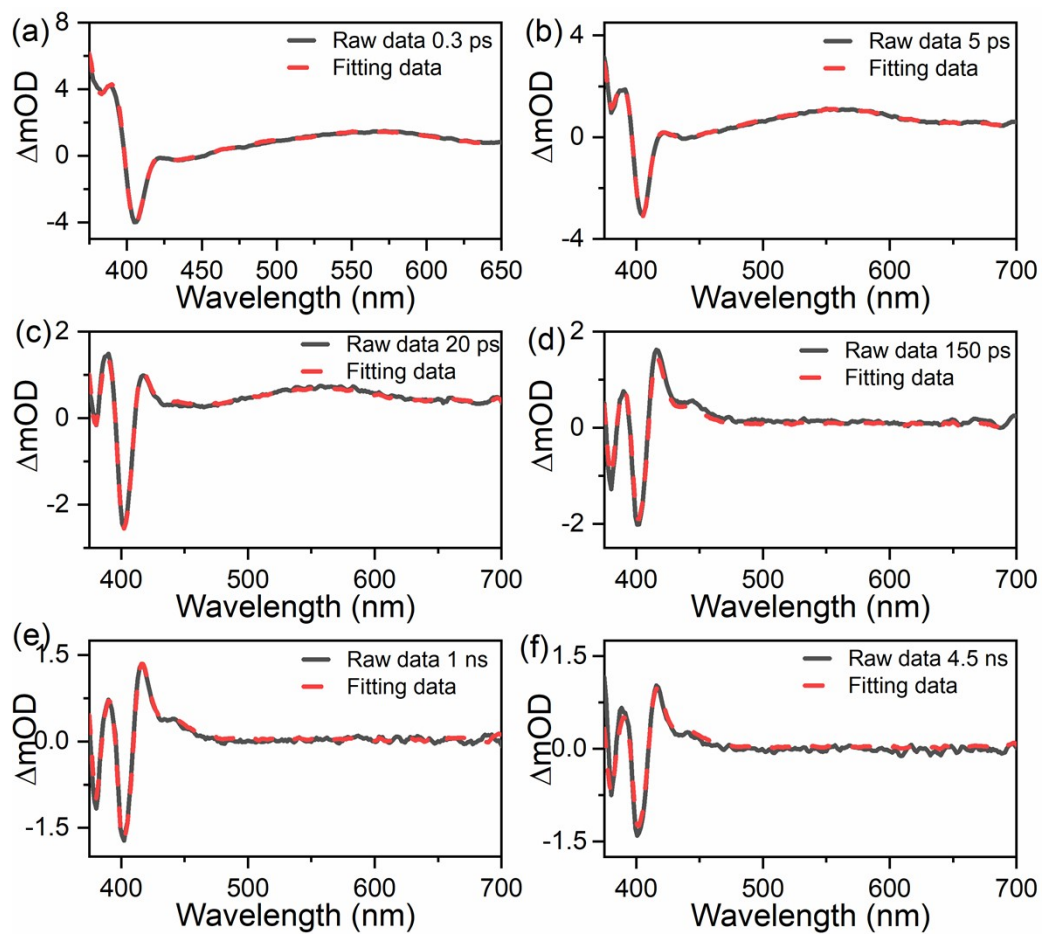 (a)
Raw data 0.3 ps
Fitting data
8
4
0
-4
ΔmOD
400 450 500 550 600 650
Wavelength (nm)
(b)
Raw data 5 ps
Fitting data
4
0
-4
ΔmOD
400 500 600 700
Wavelength (nm)
(c)
Raw data 20 ps
Fitting data
2
0
-2
ΔmOD
400 500 600 700
Wavelength (nm)
(d)
Raw data 150 ps
Fitting data
2
0
-2
ΔmOD
400 500 600 700
Wavelength (nm)
(e)
Raw data 1 ns
Fitting data
1.5
0.0
-1.5
ΔmOD
400 500 600 700
Wavelength (nm)
(f)
Raw data 4.5 ns
Fitting data
1.5
0.0
-1.5
ΔmOD
400 500 600 700
Wavelength (nm)